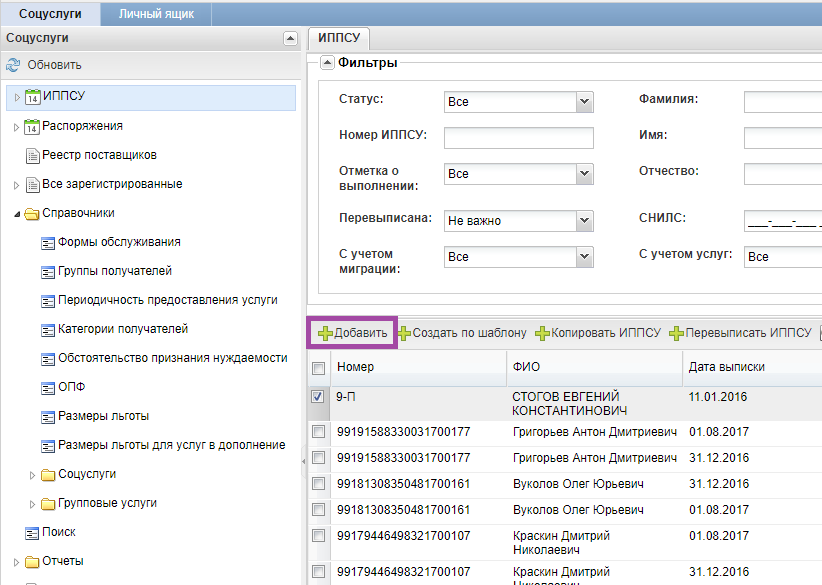 Соцуслуги
Личный ящик
Соцуслуги
Обновить
ИППСУ
Распоряжения
Реестр поставщиков
Все зарегистрированные
Справочники
Формы обслуживания
Группы получателей
Периодичность предоставления услуги
Категории получателей
Обстоятельство признания нуждаемости
ОПФ
Размеры льготы
Размеры льготы для услуг в дополнение
Соцуслуги
Групповые услуги
Поиск
Отчеты
ИППСУ
Фильтры
Статус: Все Фамилия:
Номер ИППСУ: Имя:
Отметка о
выполнении: Все Отчество:
Перевыписана: Не важно СНИЛС: ___-___-___
С учетом
миграции: Все С учетом услуг: Все
Добавить Создать по шаблону Копировать ИППСУ Перевыписать ИППСУ
Номер ФИО Дата выписки
9-П СТОГОВ ЕВГЕНИЙ 11.01.2016
КОНСТАНТИНОВИЧ
99191588330031700177 Григорьев Антон Дмитриевич 01.08.2017
99191588330031700177 Григорьев Антон Дмитриевич 31.12.2016
99181308350481700161 Вуколов Олег Юрьевич 31.12.2016
99181308350481700161 Вуколов Олег Юрьевич 01.08.2017
99179446498321700107 Краскин Дмитрий 01.08.2017
Николаевич
99179446498321700107 Краскин Дмитрий 31.12.2016